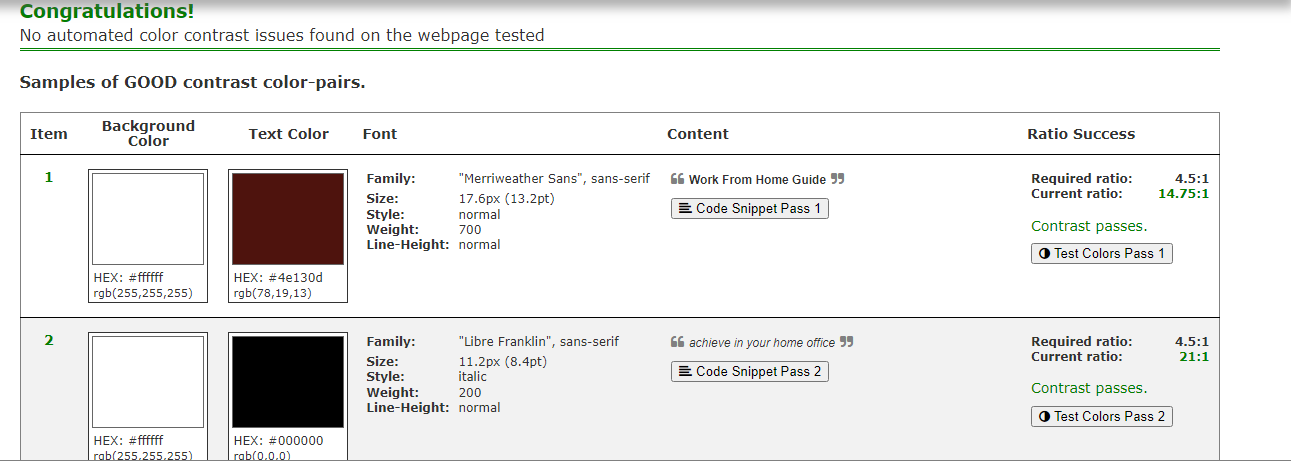 Congratulations!
No automated color contrast issues found on the webpage tested
Samples of GOOD contrast color-pairs.
Item Background Color Text Color Font Content Ratio Success
1
HEX: #ffffff
rgb(255,255,255)
HEX: #4e130d
rgb(78,19,13)
Family: "Merriweather Sans", sans-serif
Size: 17.6px (13.2pt)
Style: normal
Weight: 700
Line-Height: normal
❝ Work From Home Guide ❞
Code Snippet Pass 1
Required ratio: 4.5:1
Current ratio: 14.75:1
Contrast passes.
Test Colors Pass 1
2
HEX: #ffffff
rgb(255,255,255)
HEX: #000000
rgb(0,0,0)
Family: "Libre Franklin", sans-serif
Size: 11.2px (8.4pt)
Style: italic
Weight: 200
Line-Height: normal
❝ achieve in your home office ❞
Code Snippet Pass 2
Required ratio: 4.5:1
Current ratio: 21:1
Contrast passes.
Test Colors Pass 2